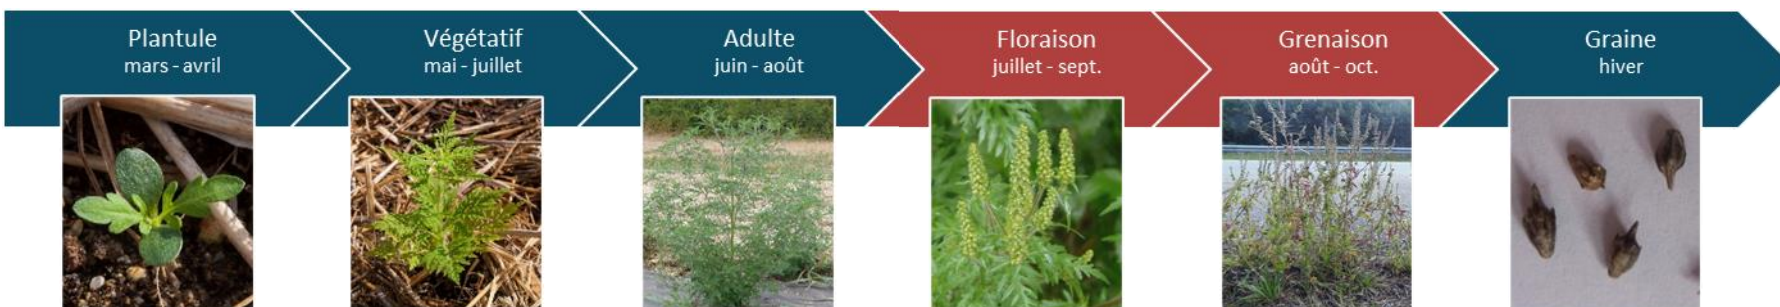 Plantule
mars - avril
Végétatif
mai - juillet
Adulte
juin - août
Floraison
juillet - sept.
Grenaison
août - oct.
Graine
hiver